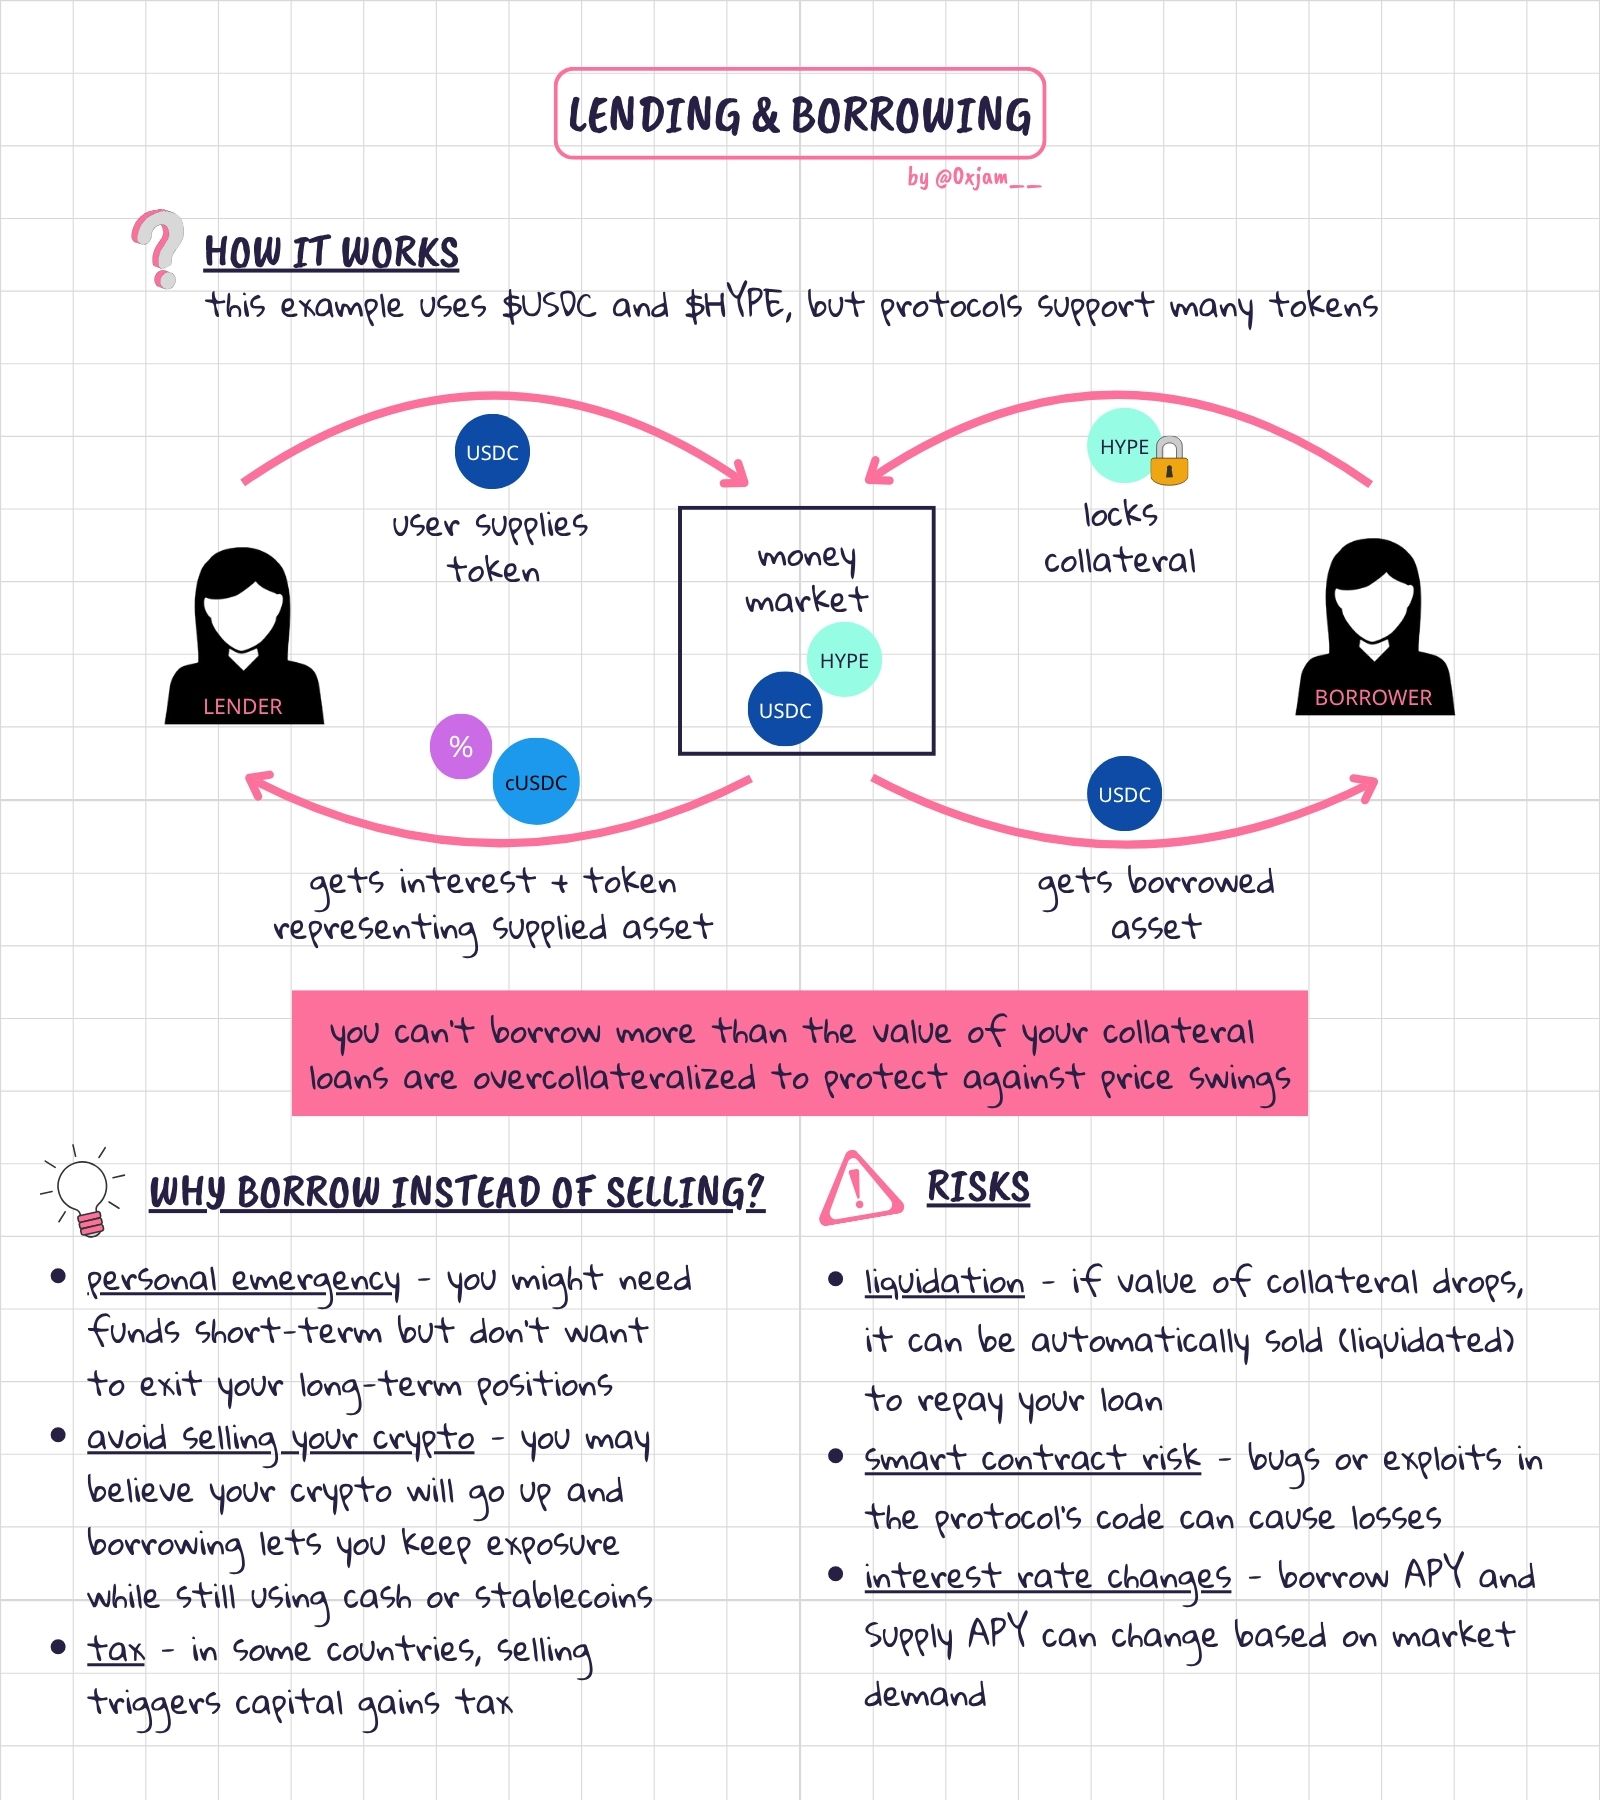 LENDING & BORROWING
by @0xjam__
HOW IT WORKS
this example uses $USDC and $HYPE, but protocols support many tokens
USDC
user supplies
token
HYPE
locks
collateral
money
market
HYPE
USDC
LENDER
BORROWER
%
cUSDC
USDC
gets interest + token
representing supplied asset
gets borrowed
asset
you can't borrow more than the value of your collateral
loans are overcollateralized to protect against price swings
WHY BORROW INSTEAD OF SELLING?
• personal emergency - you might need
funds short-term but don't want
to exit your long-term positions
• avoid selling your crypto - you may
believe your crypto will go up and
borrowing lets you keep exposure
while still using cash or stablecoins
• tax - in some countries, selling
triggers capital gains tax
RISKS
• liquidation - if value of collateral drops,
it can be automatically sold (liquidated)
to repay your loan
• smart contract risk - bugs or exploits in
the protocol's code can cause losses
• interest rate changes - borrow APY and
supply APY can change based on market
demand